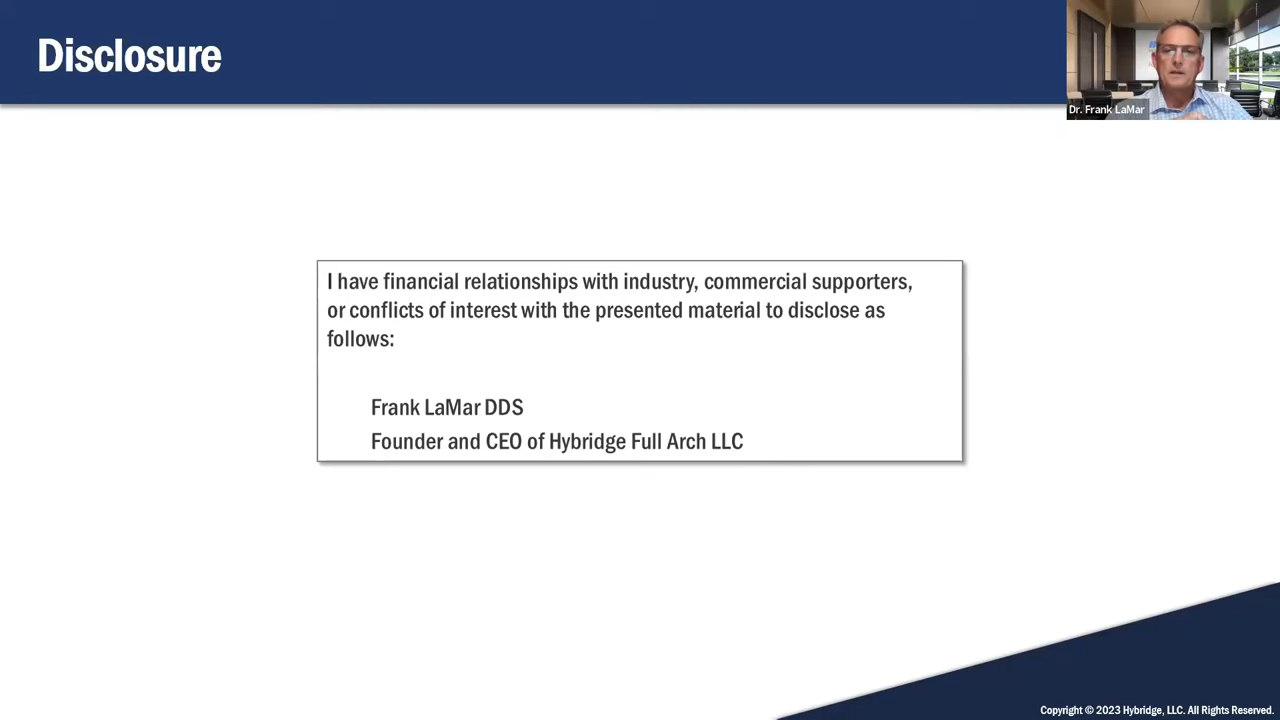 Disclosure
Dr. Frank LaMar
I have financial relationships with industry, commercial supporters,
or conflicts of interest with the presented material to disclose as
follows:
Frank LaMar DDS
Founder and CEO of Hybridge Full Arch LLC
Copyright © 2023 Hybridge, LLC. All Rights Reserved.